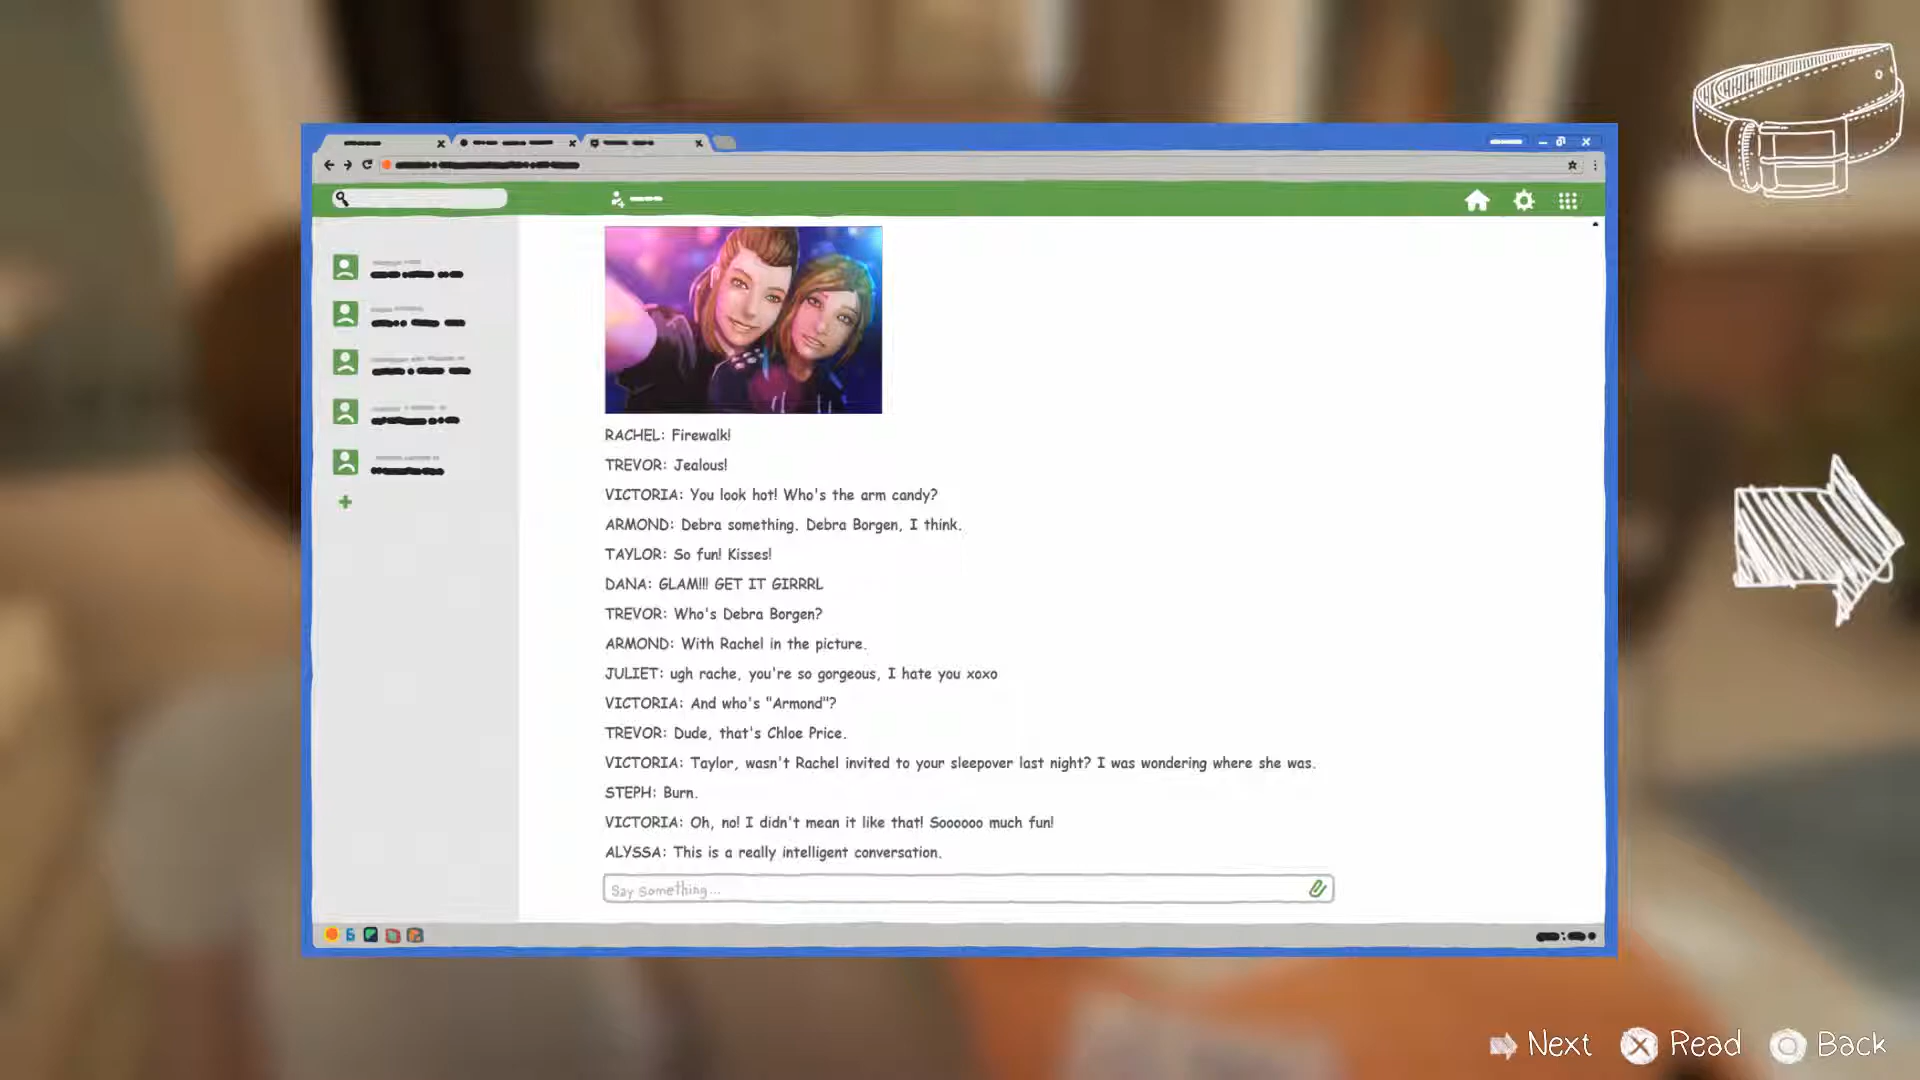 RACHEL: Firewalk!
TREVOR: Jealous!
VICTORIA: You look hot! Who's the arm candy?
ARMOND: Debra something. Debra Borgen, I think.
TAYLOR: So fun! Kisses!
DANA: GLAM!!! GET IT GIRRRL
TREVOR: Who's Debra Borgen?
ARMOND: With Rachel in the picture.
JULIET: ugh rache, you're so gorgeous, I hate you xoxo
VICTORIA: And who's "Armond"?
TREVOR: Dude, that's Chloe Price.
VICTORIA: Taylor, wasn't Rachel invited to your sleepover last night? I was wondering where she was.
STEPH: Burn.
VICTORIA: Oh, no! I didn't mean it like that! Soooooo much fun!
ALYSSA: This is a really intelligent conversation.
Say something...
Next Read Back